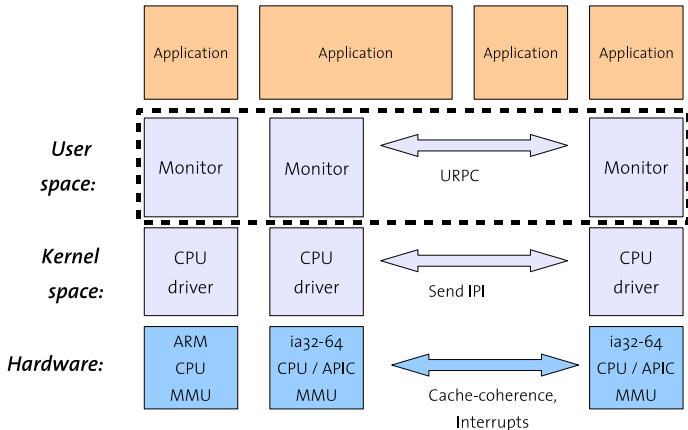 Application
Application
Application
Application
User
space:
Monitor
Monitor
URPC
Monitor
Kernel
space:
CPU
driver
CPU
driver
Send IPI
CPU
driver
Hardware:
ARM
CPU
MMU
ia32-64
CPU / APIC
MMU
Cache-coherence,
Interrupts
ia32-64
CPU / APIC
MMU